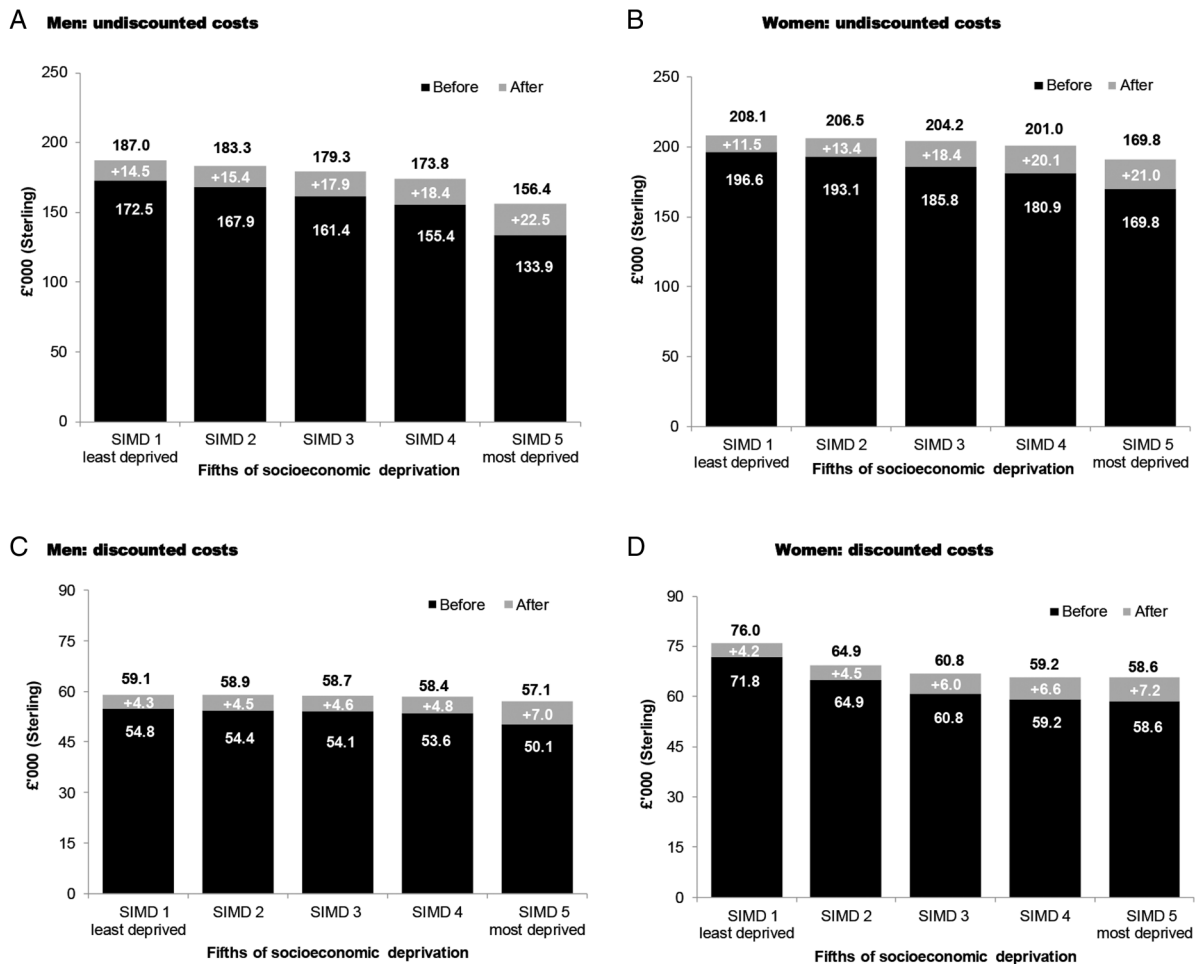 A Men: undiscounted costs
250
200
150
100
50
0
£'000 (Sterling)
Before After
187.0 183.3 179.3 173.8 156.4
+14.5 +15.4 +17.9 +18.4 +22.5
172.5 167.9 161.4 155.4 133.9
SIMD 1 SIMD 2 SIMD 3 SIMD 4 SIMD 5
least deprived most deprived
Fifths of socioeconomic deprivation
B Women: undiscounted costs
250
200
150
100
50
0
£'000 (Sterling)
Before After
208.1 206.5 204.2 201.0 169.8
+11.5 +13.4 +18.4 +20.1 +21.0
196.6 193.1 185.8 180.9 169.8
SIMD 1 SIMD 2 SIMD 3 SIMD 4 SIMD 5
least deprived most deprived
Fifths of socioeconomic deprivation
C Men: discounted costs
90
75
60
45
30
15
0
£'000 (Sterling)
Before After
59.1 58.9 58.7 58.4 57.1
+4.3 +4.5 +4.6 +4.8 +7.0
54.8 54.4 54.1 53.6 50.1
SIMD 1 SIMD 2 SIMD 3 SIMD 4 SIMD 5
least deprived most deprived
Fifths of socioeconomic deprivation
D Women: discounted costs
90
75
60
45
30
15
0
£'000 (Sterling)
Before After
76.0 64.9 60.8 59.2 58.6
+4.2 +4.5 +6.0 +6.6 +7.2
71.8 64.9 60.8 59.2 58.6
SIMD 1 SIMD 2 SIMD 3 SIMD 4 SIMD 5
least deprived most deprived
Fifths of socioeconomic deprivation